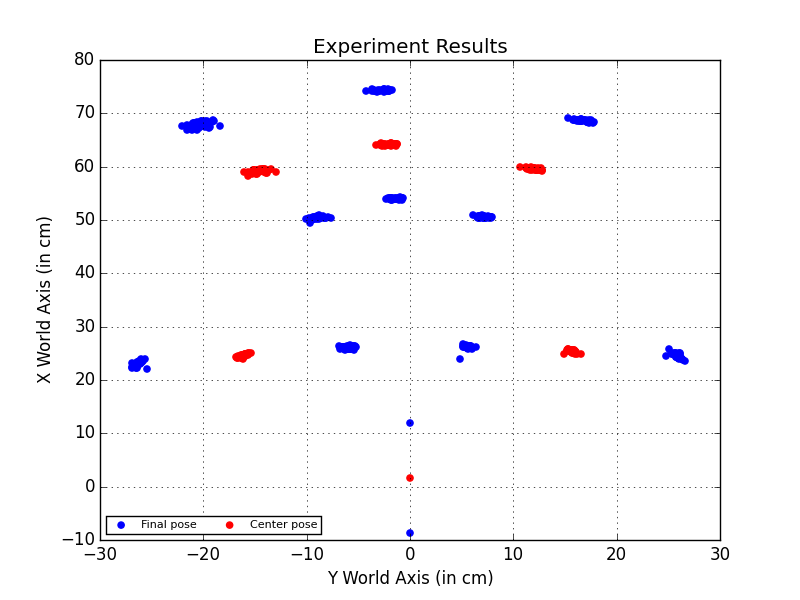 Experiment Results
80
70
60
50
40
30
20
10
0
−10
X World Axis (in cm)
Final pose Center pose
−30 −20 −10 0 10 20 30
Y World Axis (in cm)